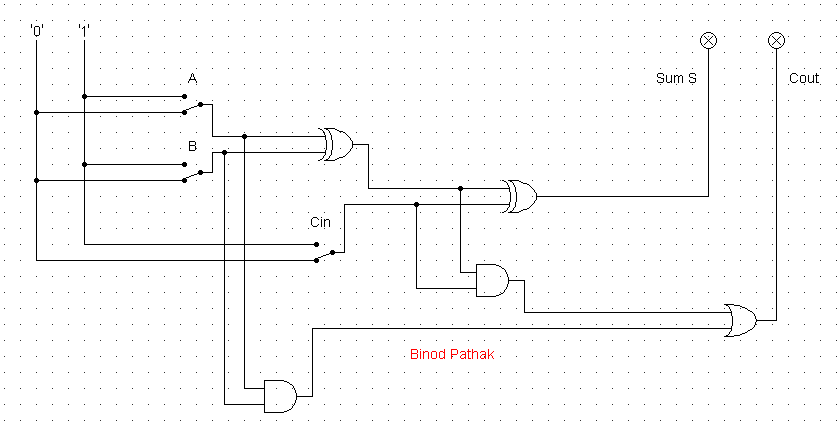 '0'
'1'
A
Sum S
Cout
B
Cin
Binod Pathak